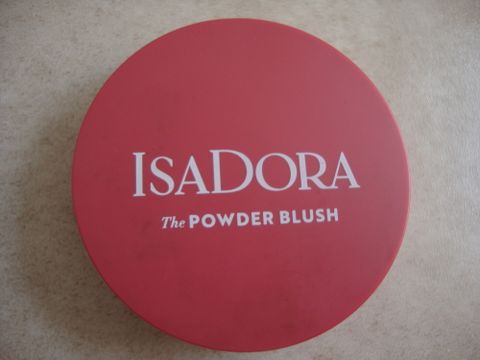 ISADORA
The POWDER BLUSH